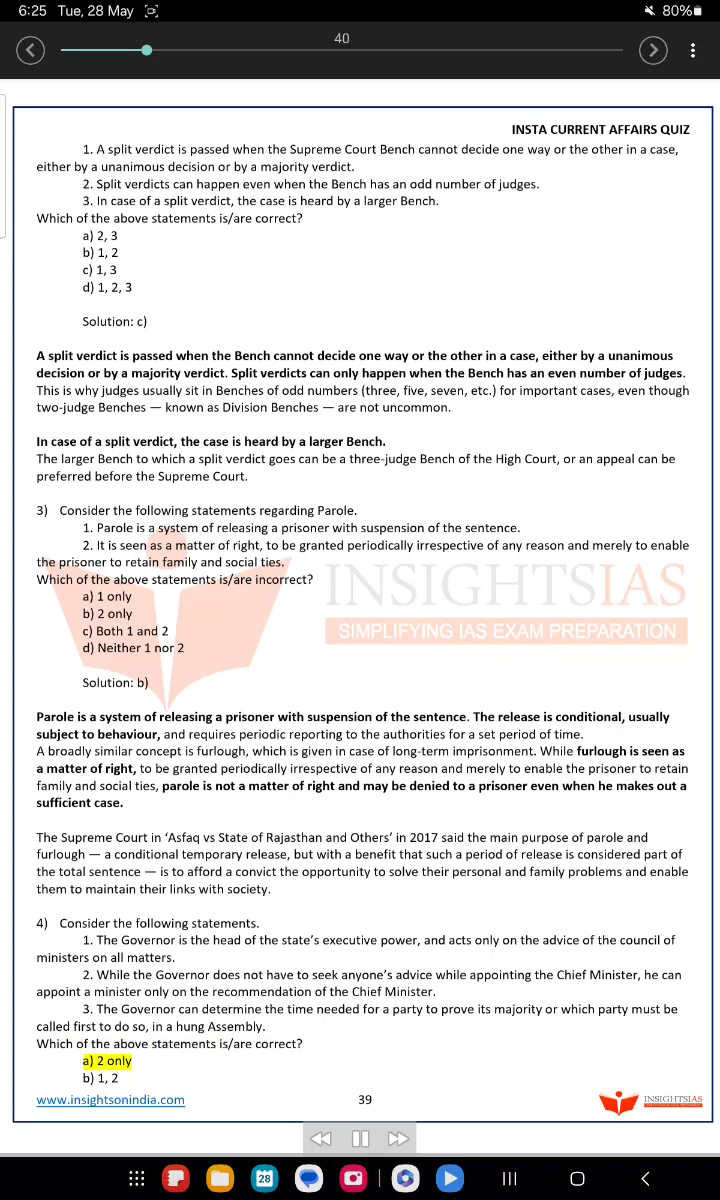 6:25 Tue, 28 May
80%
40
INSTA CURRENT AFFAIRS QUIZ
1. A split verdict is passed when the Supreme Court Bench cannot decide one way or the other in a case,
either by a unanimous decision or by a majority verdict.
2. Split verdicts can happen even when the Bench has an odd number of judges.
3. In case of a split verdict, the case is heard by a larger Bench.
Which of the above statements is/are correct?
a) 2, 3
b) 1, 2
c) 1, 3
d) 1, 2, 3
Solution: c)
A split verdict is passed when the Bench cannot decide one way or the other in a case, either by a unanimous
decision or by a majority verdict. Split verdicts can only happen when the Bench has an even number of judges.
This is why judges usually sit in Benches of odd numbers (three, five, seven, etc.) for important cases, even though
two-judge Benches — known as Division Benches — are not uncommon.
In case of a split verdict, the case is heard by a larger Bench.
The larger Bench to which a split verdict goes can be a three-judge Bench of the High Court, or an appeal can be
preferred before the Supreme Court.
3) Consider the following statements regarding Parole.
1. Parole is a system of releasing a prisoner with suspension of the sentence.
2. It is seen as a matter of right, to be granted periodically irrespective of any reason and merely to enable
the prisoner to retain family and social ties.
Which of the above statements is/are incorrect?
a) 1 only
b) 2 only
c) Both 1 and 2
d) Neither 1 nor 2
INSIGHTSIAS
SIMPLIFYING IAS EXAM PREPARATION
Solution: b)
Parole is a system of releasing a prisoner with suspension of the sentence. The release is conditional, usually
subject to behaviour, and requires periodic reporting to the authorities for a set period of time.
A broadly similar concept is furlough, which is given in case of long-term imprisonment. While furlough is seen as
a matter of right, to be granted periodically irrespective of any reason and merely to enable the prisoner to retain
family and social ties, parole is not a matter of right and may be denied to a prisoner even when he makes out a
sufficient case.
The Supreme Court in ‘Asfaq vs State of Rajasthan and Others’ in 2017 said the main purpose of parole and
furlough — a conditional temporary release, but with a benefit that such a period of release is considered part of
the total sentence — is to afford a convict the opportunity to solve their personal and family problems and enable
them to maintain their links with society.
4) Consider the following statements.
1. The Governor is the head of the state’s executive power, and acts only on the advice of the council of
ministers on all matters.
2. While the Governor does not have to seek anyone’s advice while appointing the Chief Minister, he can
appoint a minister only on the recommendation of the Chief Minister.
3. The Governor can determine the time needed for a party to prove its majority or which party must be
called first to do so, in a hung Assembly.
Which of the above statements is/are correct?
a) 2 only
b) 1, 2
www.insightsonindia.com
39
INSIGHTSIAS
28